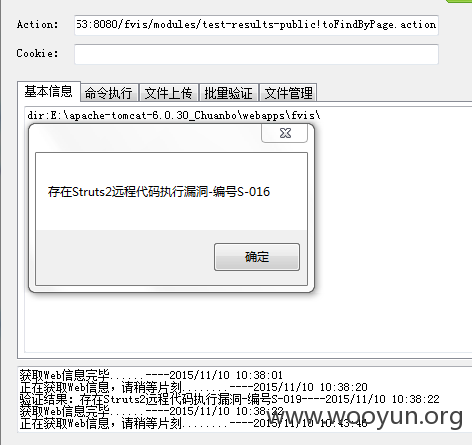 Action: 53:8080/fvis/modules/test-results-public!toFindByPage.action
Cookie:
基本信息 命令执行 文件上传 批量验证 文件管理
dir:E:\apache-tomcat-6.0.30_Chuanbo\webapps\fvis\
存在Struts2远程代码执行漏洞-编号S-016
确定
获取Web信息完毕......----2015/11/10 10:38:01
正在获取Web信息，请稍等片刻........----2015/11/10 10:38:20
验证结果：存在Struts2远程代码执行漏洞-编号S-019----2015/11/10 10:38:22
获取Web信息完毕......----2015/11/10 10:38:22
正在获取Web信息，请稍等片刻........----2015/11/10 10:43:46
www.wooyun.org